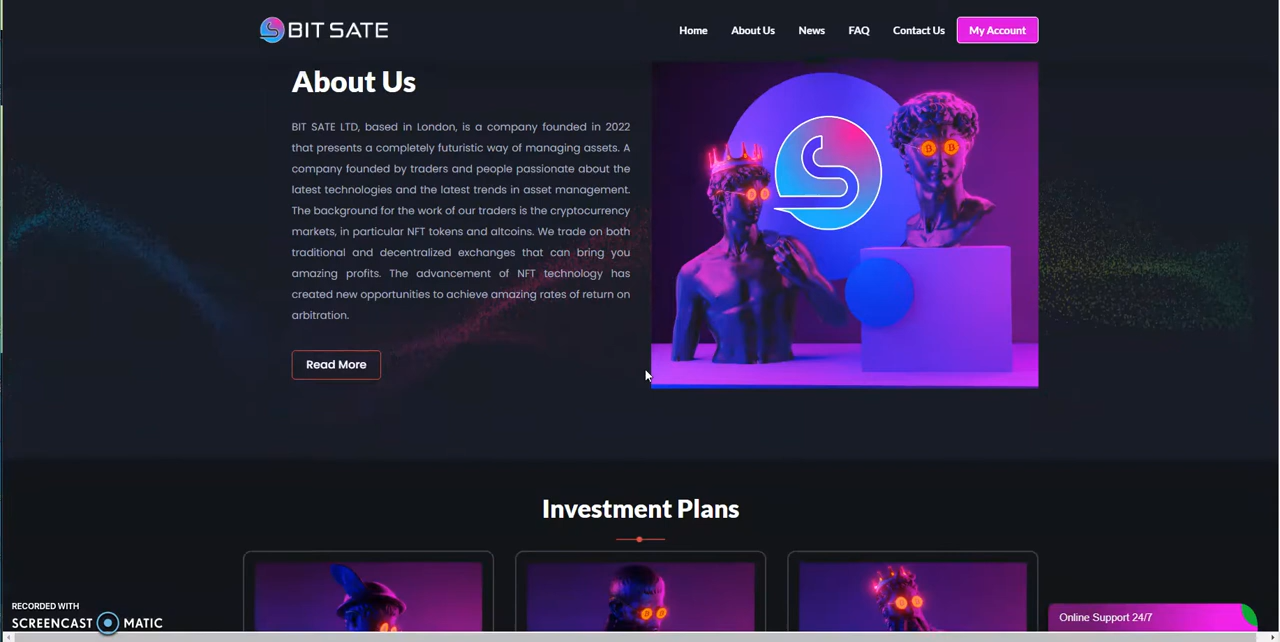 BIT SATE
Home
About Us
News
FAQ
Contact Us
My Account
About Us
BIT SATE LTD, based in London, is a company founded in 2022
that presents a completely futuristic way of managing assets. A
company founded by traders and people passionate about the
latest technologies and the latest trends in asset management.
The background for the work of our traders is the cryptocurrency
markets, in particular NFT tokens and altcoins. We trade on both
traditional and decentralized exchanges that can bring you
amazing profits. The advancement of NFT technology has
created new opportunities to achieve amazing rates of return on
arbitration.
Read More
Investment Plans
RECORDED WITH
SCREENCAST MATIC
Online Support 24/7